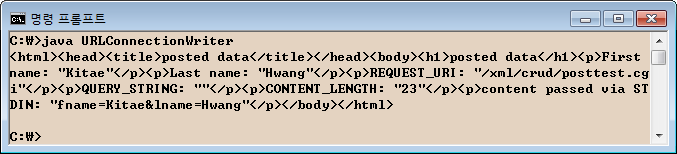 명령 프롬프트
C:\>java URLConnectionWriter
<html><head><title>posted data</title></head><body><h1>posted data</h1><p>First
name: "Kitae"</p><p>Last name: "Hwang"</p><p>REQUEST_URI: "/xml/crud/posttest.cg
i"</p><p>QUERY_STRING: ""</p><p>CONTENT_LENGTH: "23"</p><p>content passed via ST
DIN: "fname=Kitae&lname=Hwang"</p></body></html>
C:\>